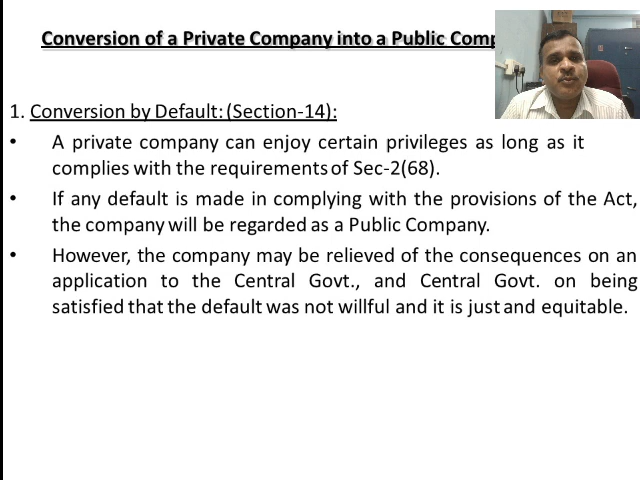 Conversion of a Private Company into a Public Comp
1. Conversion by Default: (Section-14):
• A private company can enjoy certain privileges as long as it
complies with the requirements of Sec-2(68).
• If any default is made in complying with the provisions of the Act,
the company will be regarded as a Public Company.
• However, the company may be relieved of the consequences on an
application to the Central Govt., and Central Govt. on being
satisfied that the default was not willful and it is just and equitable.